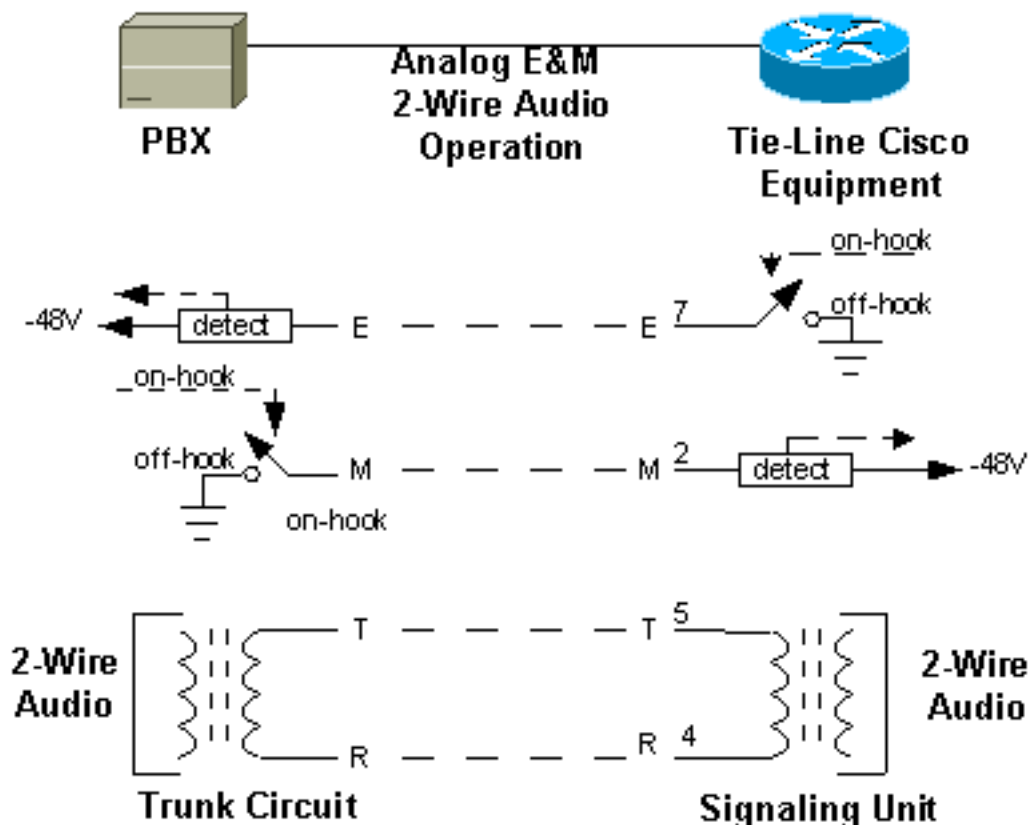 Analog E&M
2-Wire Audio
Operation
PBX
Tie-Line Cisco
Equipment
on-hook
-48V
detect
E
E
7
off-hook
on-hook
off-hook
M
M
2
detect
-48V
on-hook
2-Wire
Audio
T
T
5
R
R
4
2-Wire
Audio
Trunk Circuit
Signaling Unit